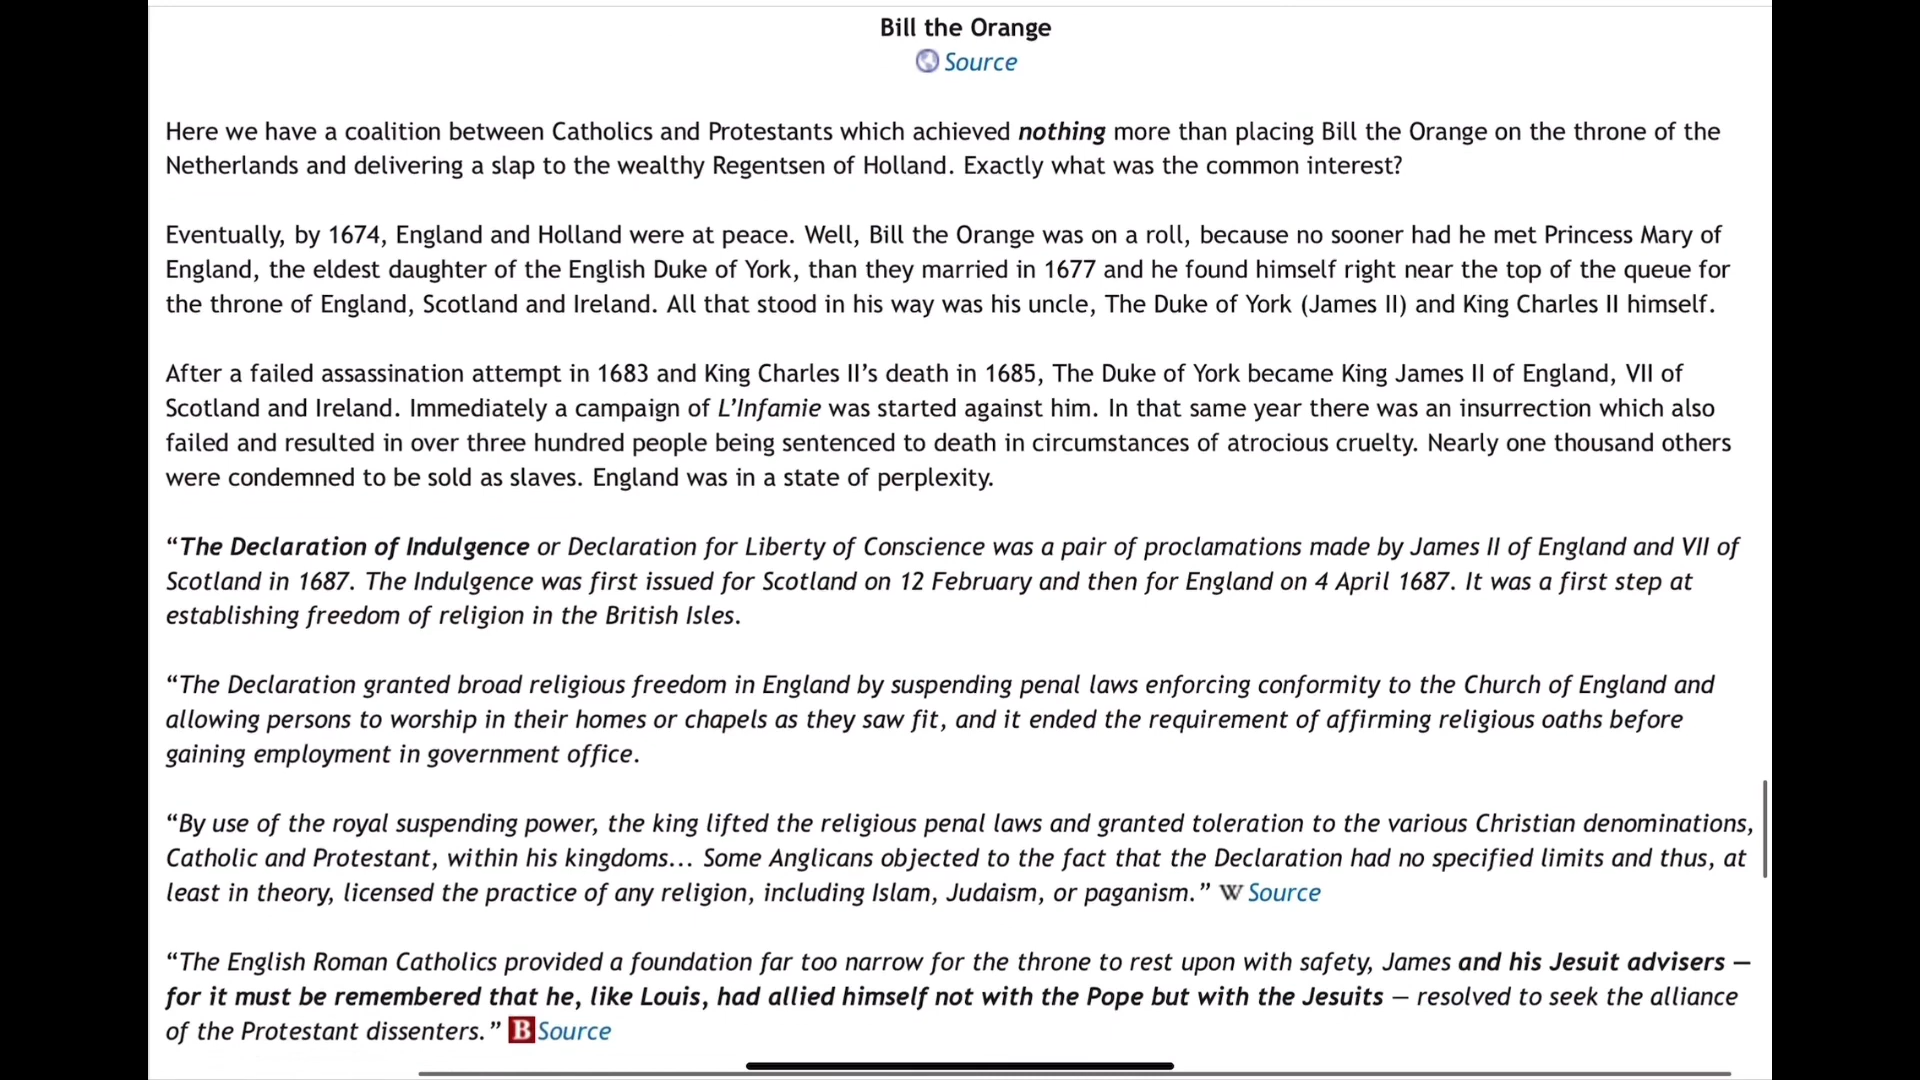 Bill the Orange
Source
Here we have a coalition between Catholics and Protestants which achieved nothing more than placing Bill the Orange on the throne of the
Netherlands and delivering a slap to the wealthy Regentsen of Holland. Exactly what was the common interest?
Eventually, by 1674, England and Holland were at peace. Well, Bill the Orange was on a roll, because no sooner had he met Princess Mary of
England, the eldest daughter of the English Duke of York, than they married in 1677 and he found himself right near the top of the queue for
the throne of England, Scotland and Ireland. All that stood in his way was his uncle, The Duke of York (James II) and King Charles II himself.
After a failed assassination attempt in 1683 and King Charles II’s death in 1685, The Duke of York became King James II of England, VII of
Scotland and Ireland. Immediately a campaign of L’Infamie was started against him. In that same year there was an insurrection which also
failed and resulted in over three hundred people being sentenced to death in circumstances of atrocious cruelty. Nearly one thousand others
were condemned to be sold as slaves. England was in a state of perplexity.
“The Declaration of Indulgence or Declaration for Liberty of Conscience was a pair of proclamations made by James II of England and VII of
Scotland in 1687. The Indulgence was first issued for Scotland on 12 February and then for England on 4 April 1687. It was a first step at
establishing freedom of religion in the British Isles.
“The Declaration granted broad religious freedom in England by suspending penal laws enforcing conformity to the Church of England and
allowing persons to worship in their homes or chapels as they saw fit, and it ended the requirement of affirming religious oaths before
gaining employment in government office.
“By use of the royal suspending power, the king lifted the religious penal laws and granted toleration to the various Christian denominations,
Catholic and Protestant, within his kingdoms... Some Anglicans objected to the fact that the Declaration had no specified limits and thus, at
least in theory, licensed the practice of any religion, including Islam, Judaism, or paganism.” W Source
“The English Roman Catholics provided a foundation far too narrow for the throne to rest upon with safety, James and his Jesuit advisers —
for it must be remembered that he, like Louis, had allied himself not with the Pope but with the Jesuits — resolved to seek the alliance
of the Protestant dissenters.” B Source